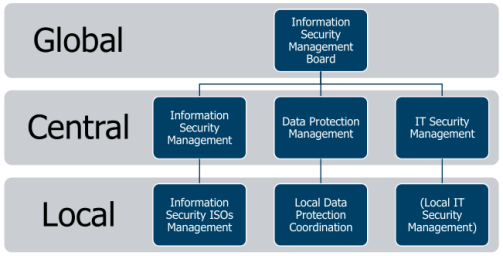 Global
Information
Security
Management
Board
Central
Information
Security
Management
Data Protection
Management
IT Security
Management
Local
Information
Security ISOs
Management
Local Data
Protection
Coordination
(Local IT
Security
Management)